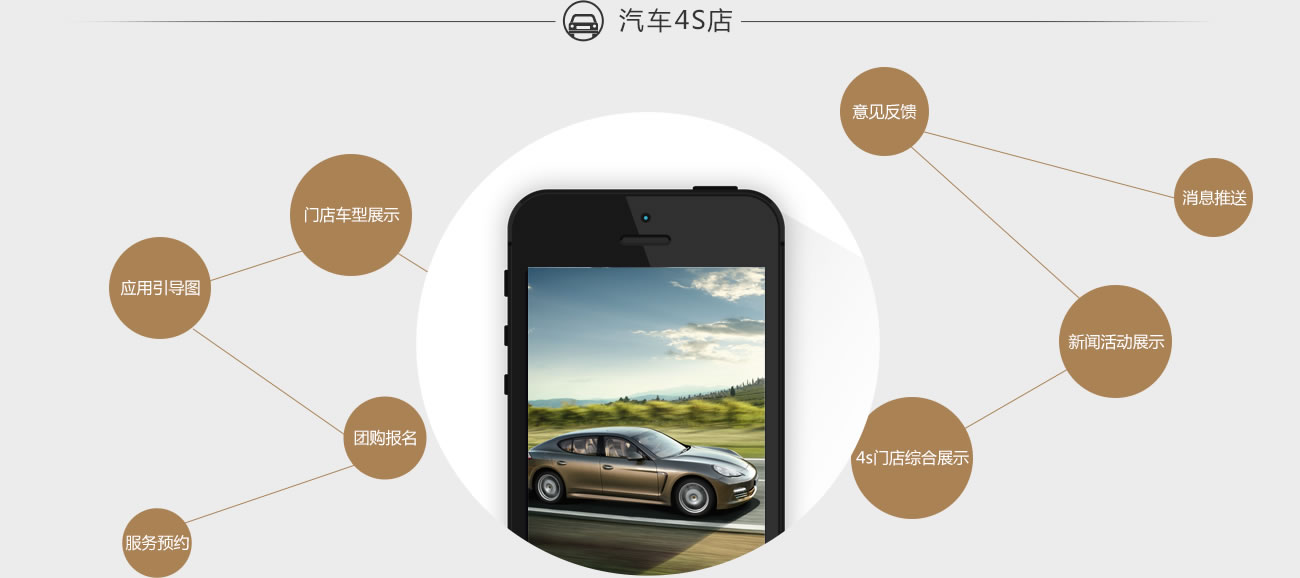 汽车4S店
意见反馈
消息推送
门店车型展示
应用引导图
新闻活动展示
团购报名
4s门店综合展示
服务预约